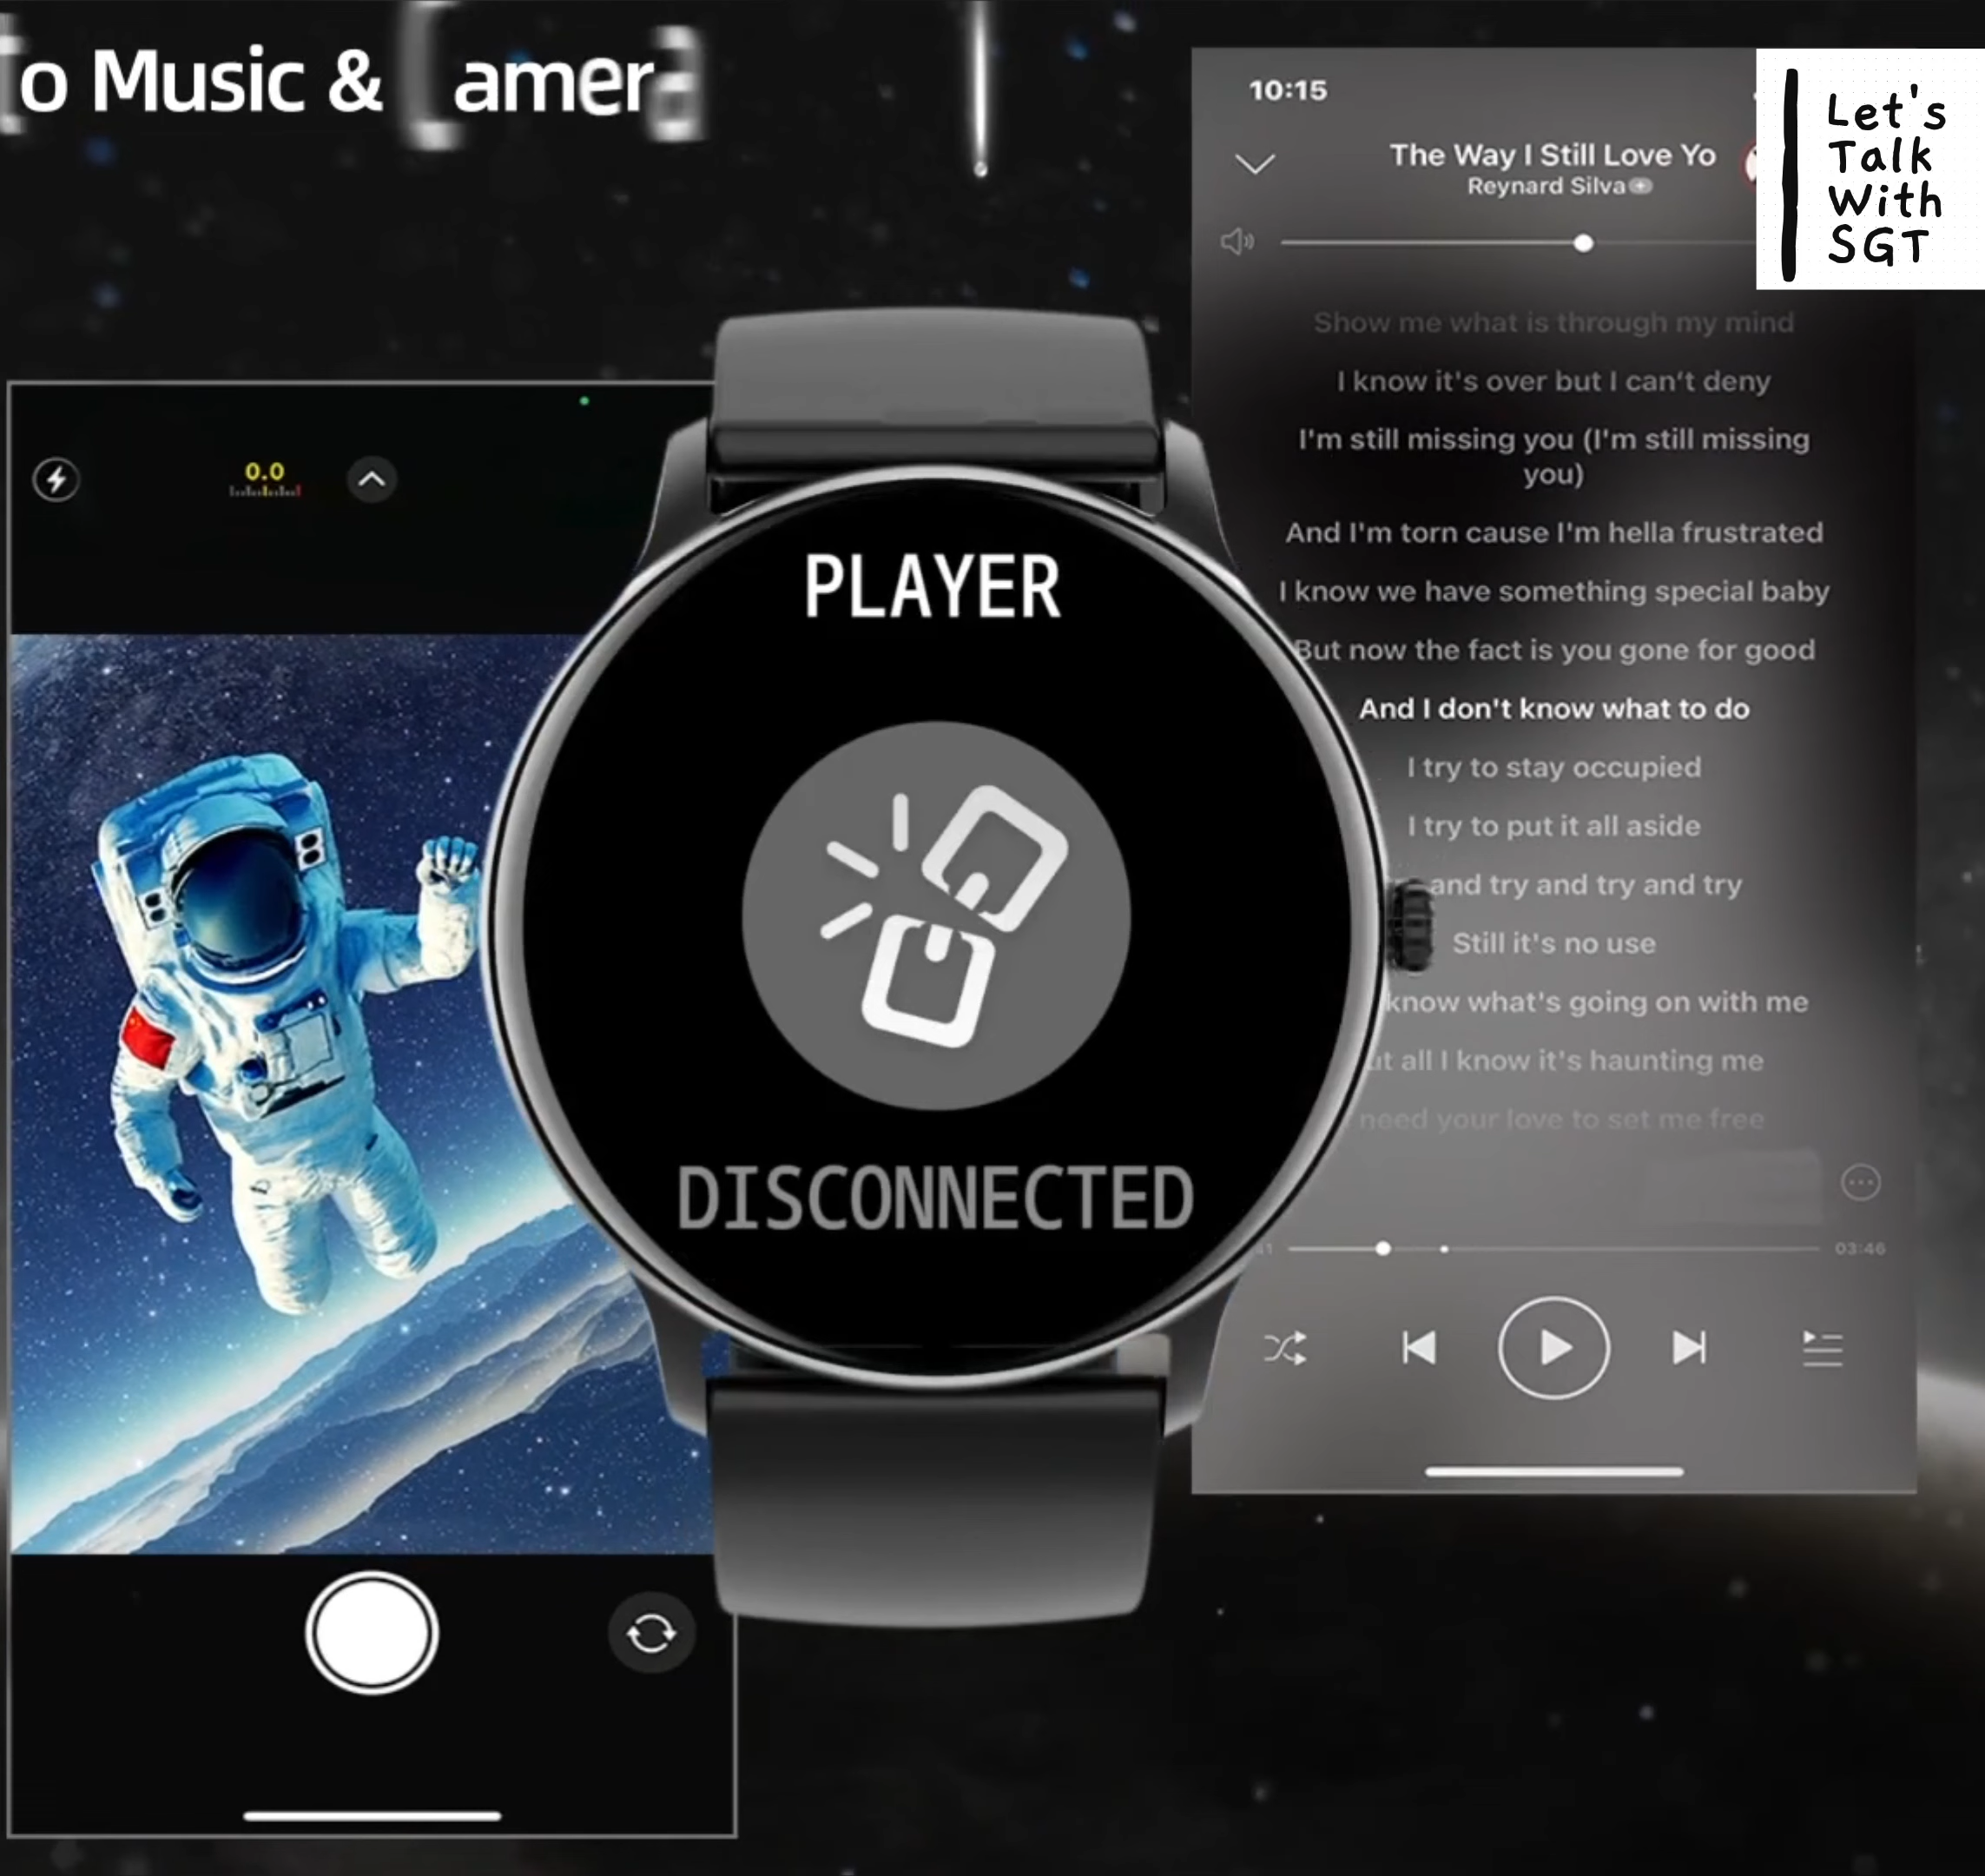 o Music & Camera
10:15
The Way I Still Love Yo
Reynard Silva
Let's
Talk
With
SGT
Show me what is through my mind
I know it's over but I can't deny
I'm still missing you (I'm still missing
you)
And I'm torn cause I'm hella frustrated
I know we have something special baby
But now the fact is you gone for good
And I don't know what to do
I try to stay occupied
I try to put it all aside
and try and try and try
Still it's no use
know what's going on with me
ut all I know it's haunting me
need your love to set me free
03:46
0.0
PLAYER
DISCONNECTED